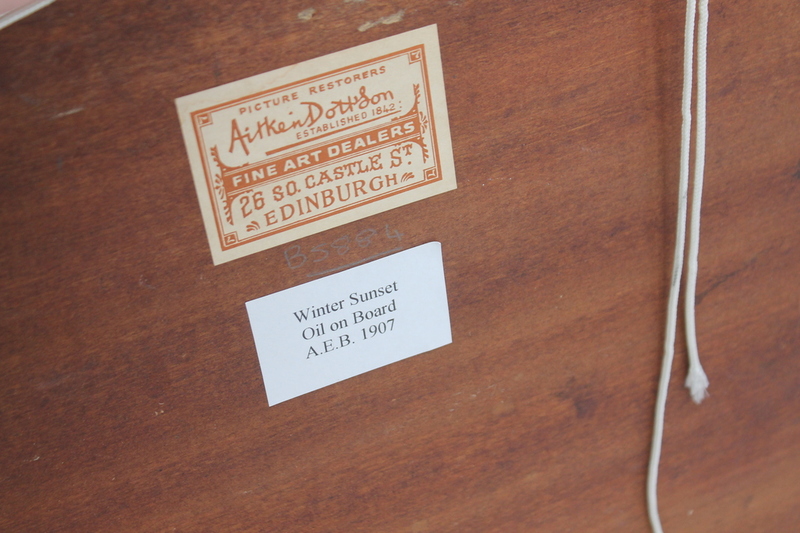 PICTURE RESTORERS
Aitken Dott & Son
ESTABLISHED 1842
FINE ART DEALERS
26 SO. CASTLE ST.
EDINBURGH
Winter Sunset
Oil on Board
A.E.B. 1907